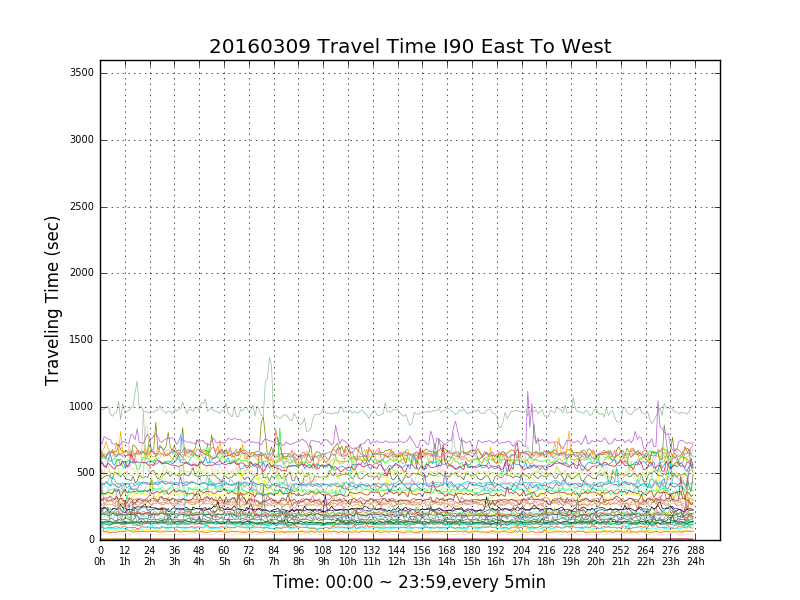 20160309 Travel Time I90 East To West
3500
3000
2500
2000
1500
1000
500
0
Traveling Time (sec)
0 12 24 36 48 60 72 84 96 108 120 132 144 156 168 180 192 204 216 228 240 252 264 276 288
0h 1h 2h 3h 4h 5h 6h 7h 8h 9h 10h 11h 12h 13h 14h 15h 16h 17h 18h 19h 20h 21h 22h 23h 24h
Time: 00:00 ~ 23:59,every 5min